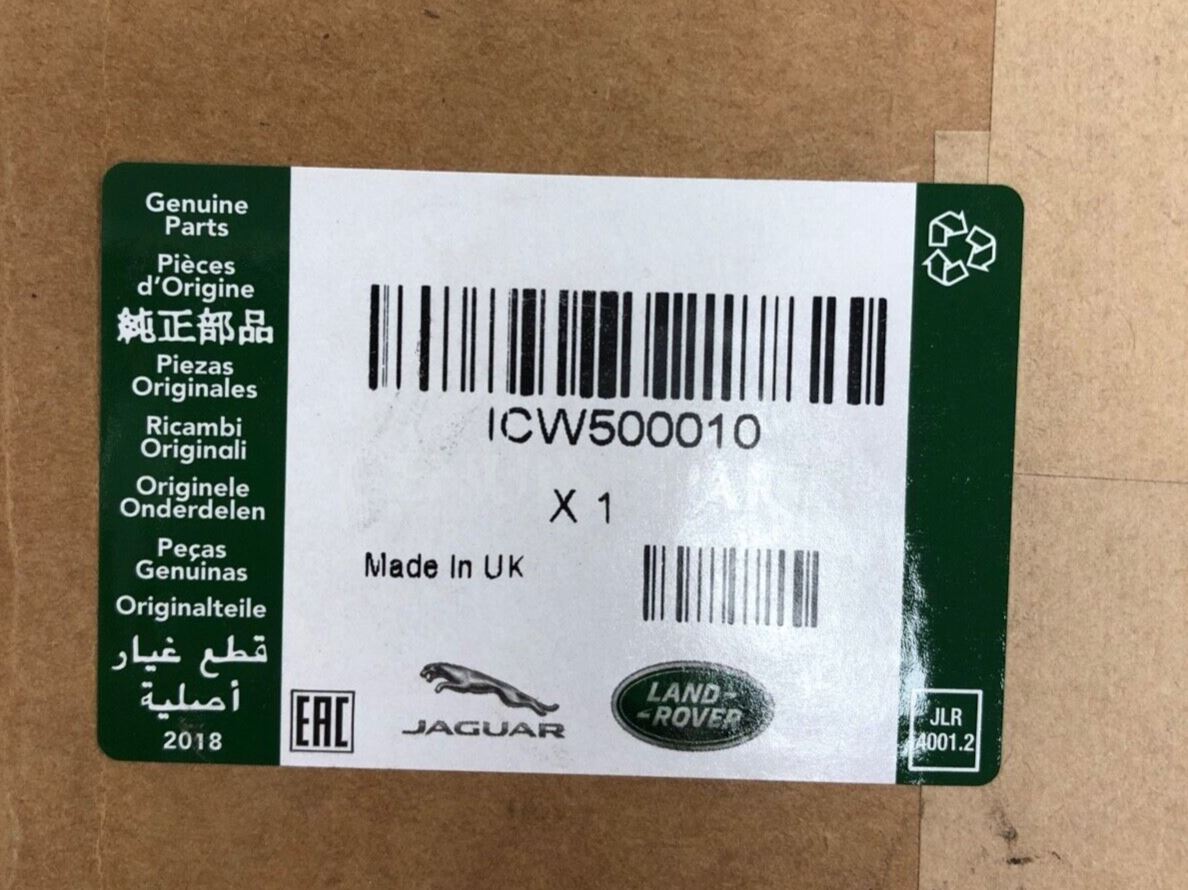 Genuine
Parts
Pièces
d'Origine
純正部品
Piezas
Originales
Ricambi
Originali
Originele
Onderdelen
Peças
Genuinas
Originalteile
قطع غيار
أصلية
2018
ICW500010
X 1
Made In UK
EAC
JAGUAR
LAND-
-ROVER
JLR
4001.2